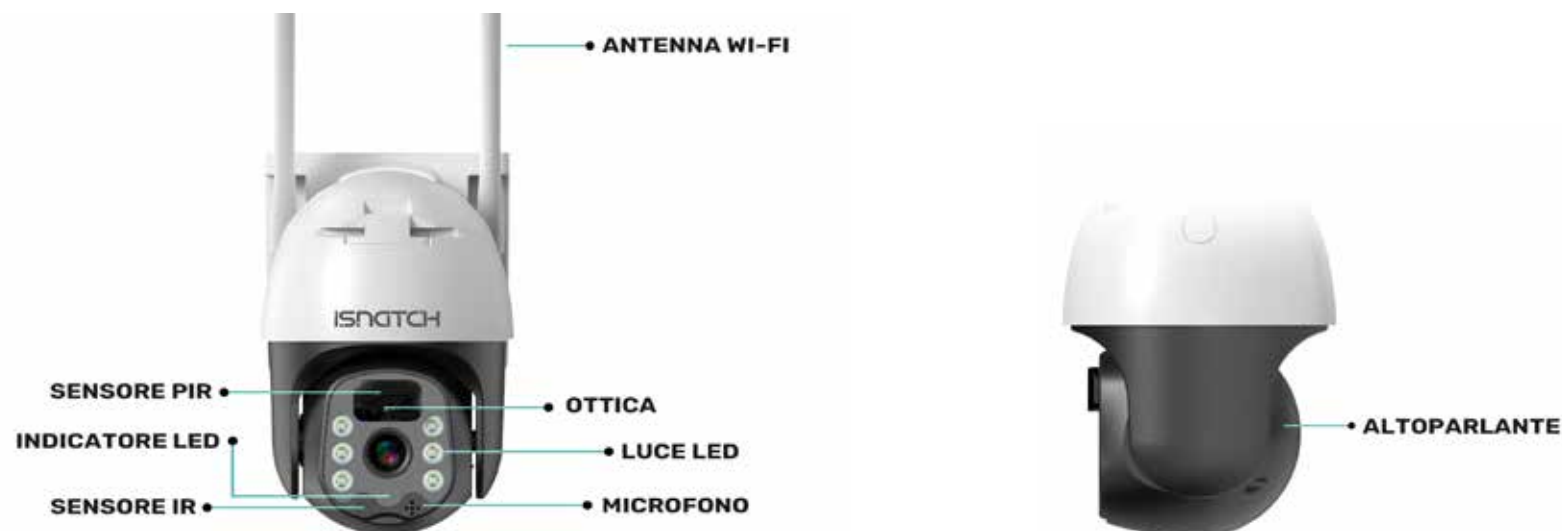 ANTENNA WI-FI
ISNATCH
SENSORE PIR
OTTICA
INDICATORE LED
LUCE LED
SENSORE IR
MICROFONO
ALTOPARLANTE